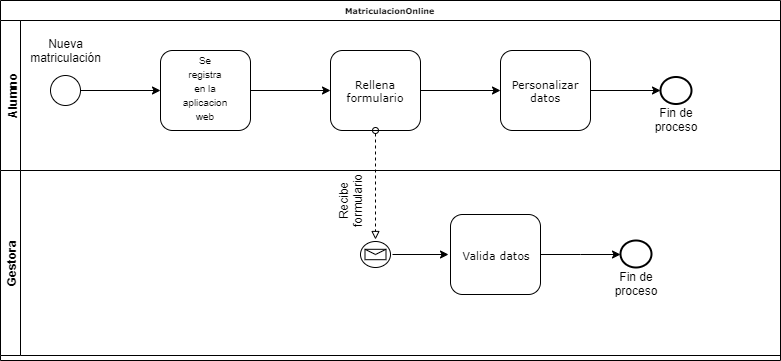 MatriculacionOnline
Alumno
Nueva
matriculación
Se
registra
en la
aplicacion
web
Rellena
formulario
Personalizar
datos
Fin de
proceso
Gestora
Recibe
formulario
Valida datos
Fin de
proceso